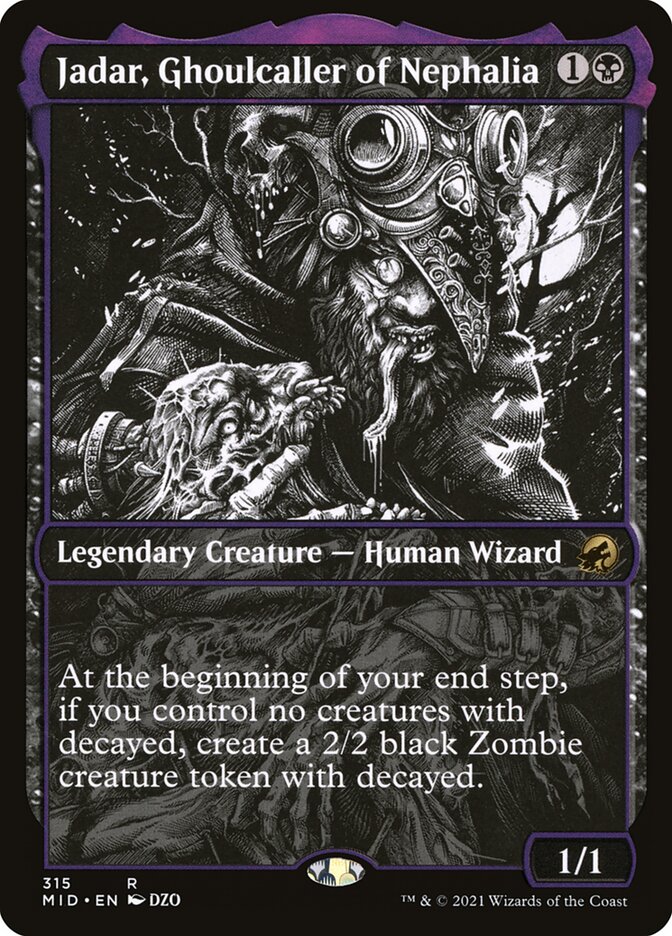 Jadar, Ghoulcaller of Nephalia 1
Legendary Creature — Human Wizard
At the beginning of your end step,
if you control no creatures with
decayed, create a 2/2 black Zombie
creature token with decayed.
1/1
315 R
MID • EN DZO ™ & © 2021 Wizards of the Coast